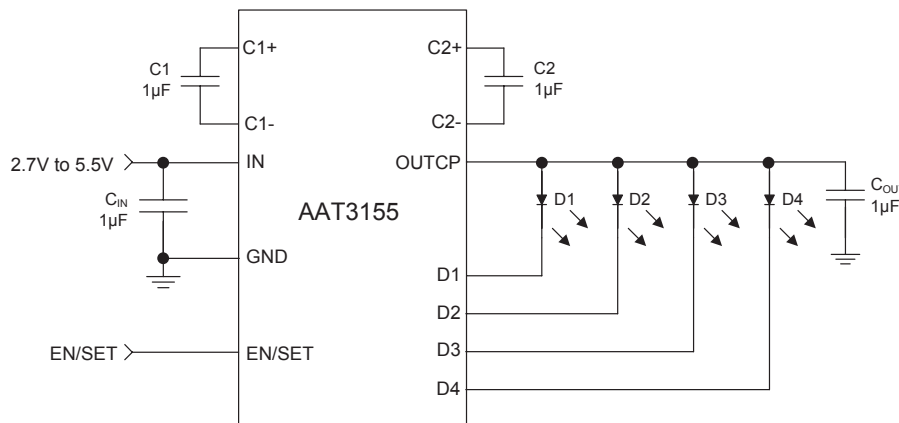 C1+
C2+
C1
1µF
C2
1µF
C1-
C2-
2.7V to 5.5V
IN
OUTCP
CIN
1µF
AAT3155
D1
D2
D3
D4
COU
1µF
GND
D1
D2
EN/SET
EN/SET
D3
D4